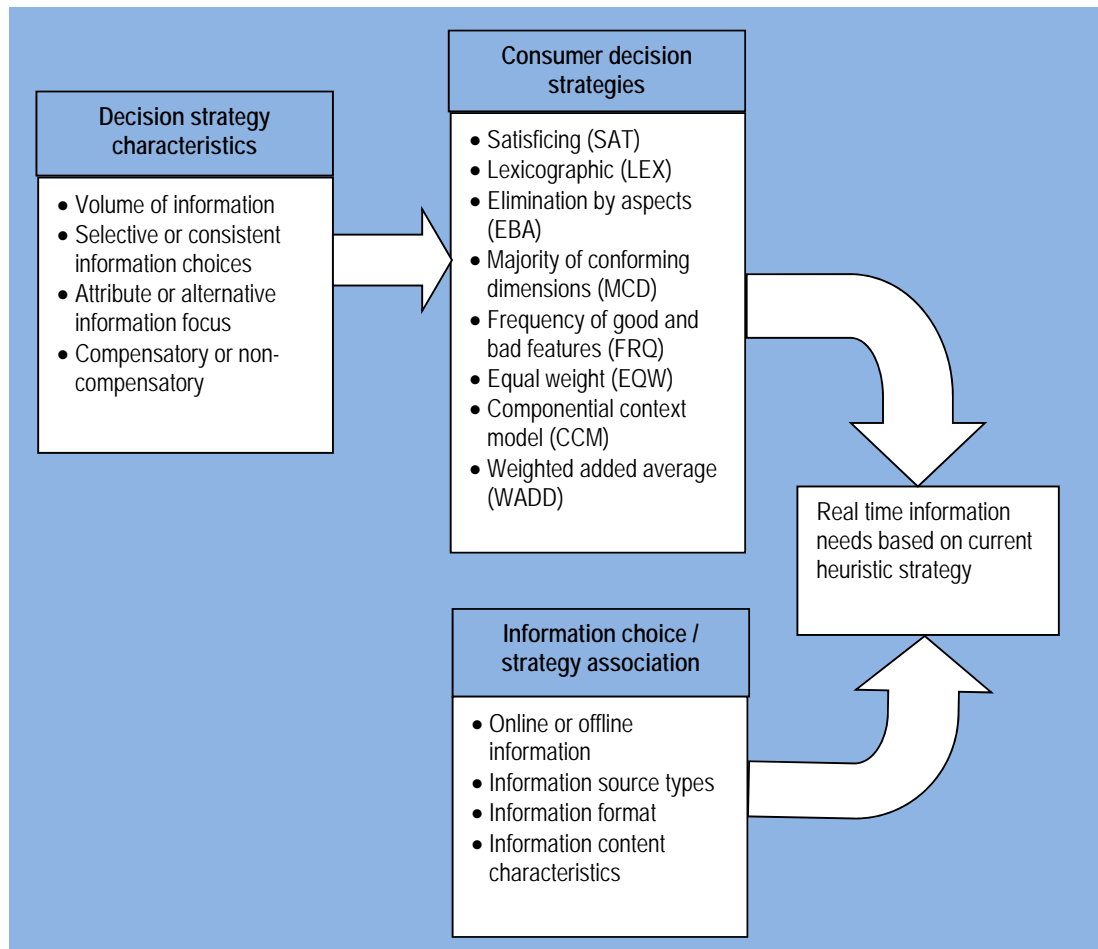 Decision strategy
characteristics
• Volume of information
• Selective or consistent
information choices
• Attribute or alternative
information focus
• Compensatory or non-
compensatory
Consumer decision
strategies
• Satisficing (SAT)
• Lexicographic (LEX)
• Elimination by aspects
(EBA)
• Majority of conforming
dimensions (MCD)
• Frequency of good and
bad features (FRQ)
• Equal weight (EQW)
• Componential context
model (CCM)
• Weighted added average
(WADD)
Real time information
needs based on current
heuristic strategy
Information choice /
strategy association
• Online or offline
information
• Information source types
• Information format
• Information content
characteristics